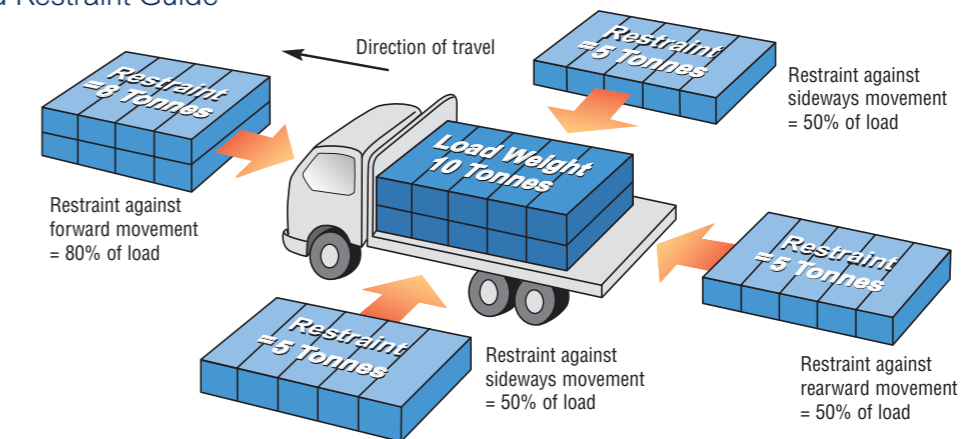 d Restraint Guide
Direction of travel
Restraint
=5 Tonnes
Restraint against
sideways movement
= 50% of load
Restraint
=8 Tonnes
Load Weight
10 Tonnes
Restraint against
forward movement
= 80% of load
Restraint
=5 Tonnes
Restraint
=5 Tonnes
Restraint against
sideways movement
= 50% of load
Restraint against
rearward movement
= 50% of load